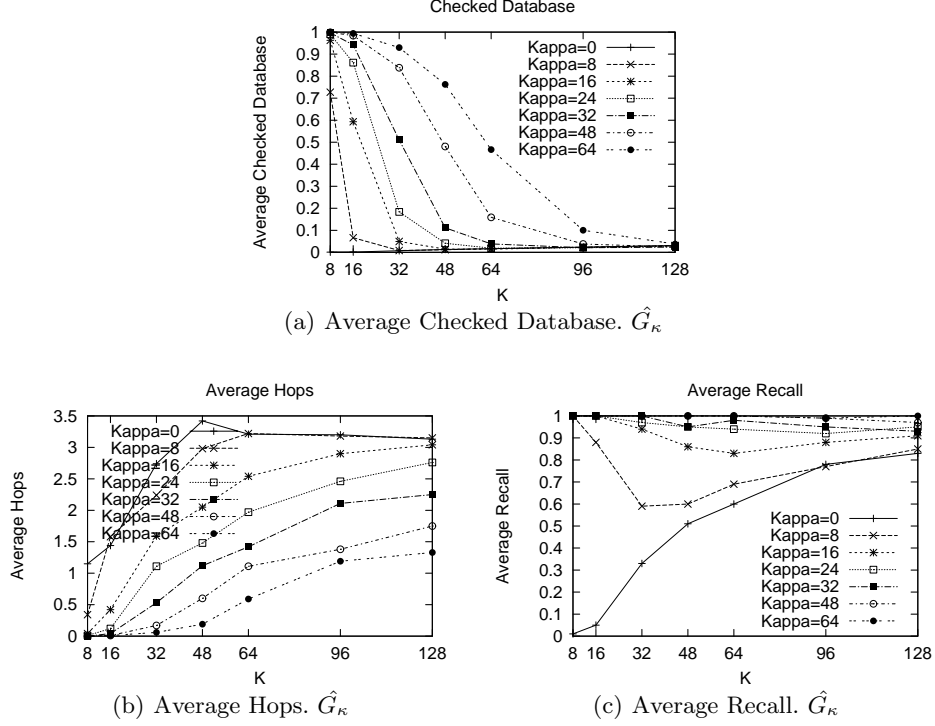 Checked Database
1
0.9
0.8
0.7
0.6
0.5
0.4
0.3
0.2
0.1
0
Average Checked Database
Kappa=0
Kappa=8
Kappa=16
Kappa=24
Kappa=32
Kappa=48
Kappa=64
8 16 32 48 64 96 128
K
(a) Average Checked Database. $\hat{G}_κ$
Average Hops
3.5
3
2.5
2
1.5
1
0.5
0
Average Hops
Kappa=0
Kappa=8
Kappa=16
Kappa=24
Kappa=32
Kappa=48
Kappa=64
8 16 32 48 64 96 128
K
(b) Average Hops. $\hat{G}_κ$
Average Recall
1
0.9
0.8
0.7
0.6
0.5
0.4
0.3
0.2
0.1
0
Average Recall
Kappa=0
Kappa=8
Kappa=16
Kappa=24
Kappa=32
Kappa=48
Kappa=64
8 16 32 48 64 96 128
K
(c) Average Recall. $\hat{G}_κ$